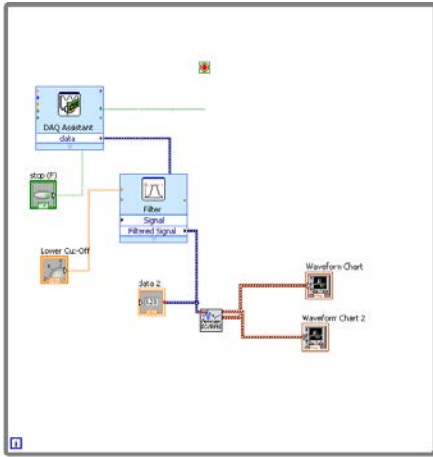 DAQ Assistant
data
stop (F)
Filter
Signal
Filtered Signal
Lower Cut-Off
data 2
Waveform Chart
Waveform Chart 2
i